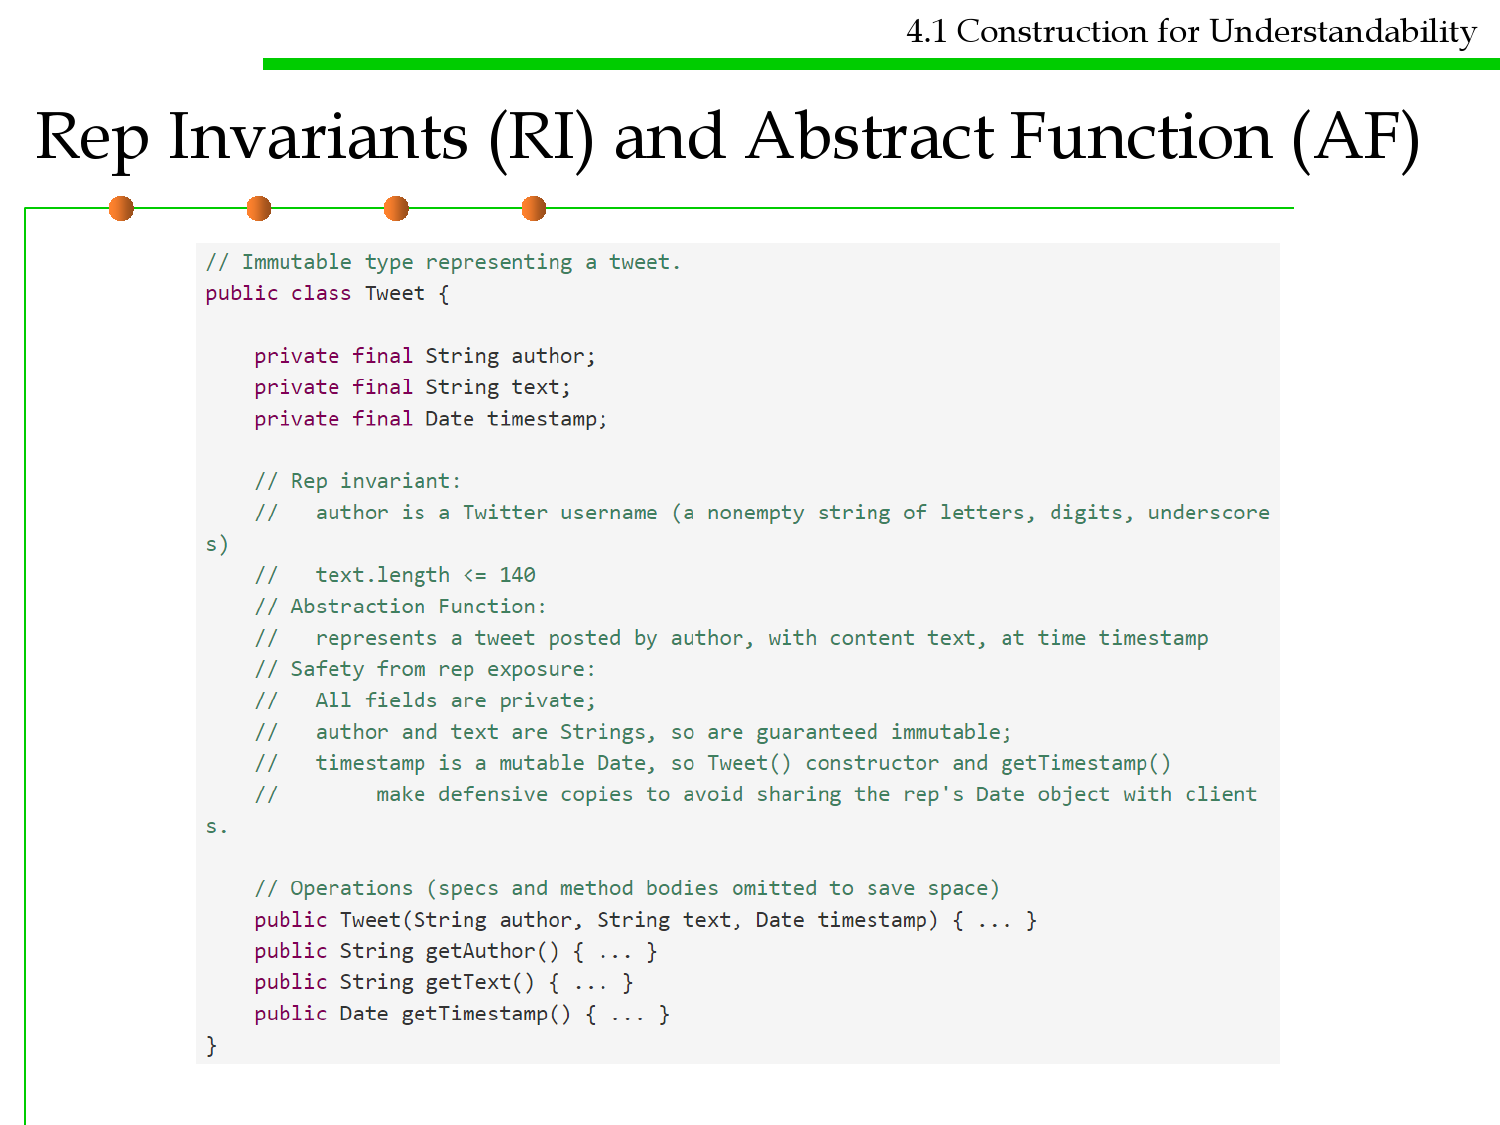 4.1 Construction for Understandability
Rep Invariants (RI) and Abstract Function (AF)
// Immutable type representing a tweet.
public class Tweet {
private final String author;
private final String text;
private final Date timestamp;
// Rep invariant:
//   author is a Twitter username (a nonempty string of letters, digits, underscore
s)
//   text.length <= 140
// Abstraction Function:
//   represents a tweet posted by author, with content text, at time timestamp
// Safety from rep exposure:
//   All fields are private;
//   author and text are Strings, so are guaranteed immutable;
//   timestamp is a mutable Date, so Tweet() constructor and getTimestamp()
//        make defensive copies to avoid sharing the rep's Date object with client
s.
// Operations (specs and method bodies omitted to save space)
public Tweet(String author, String text, Date timestamp) { ... }
public String getAuthor() { ... }
public String getText() { ... }
public Date getTimestamp() { ... }
}